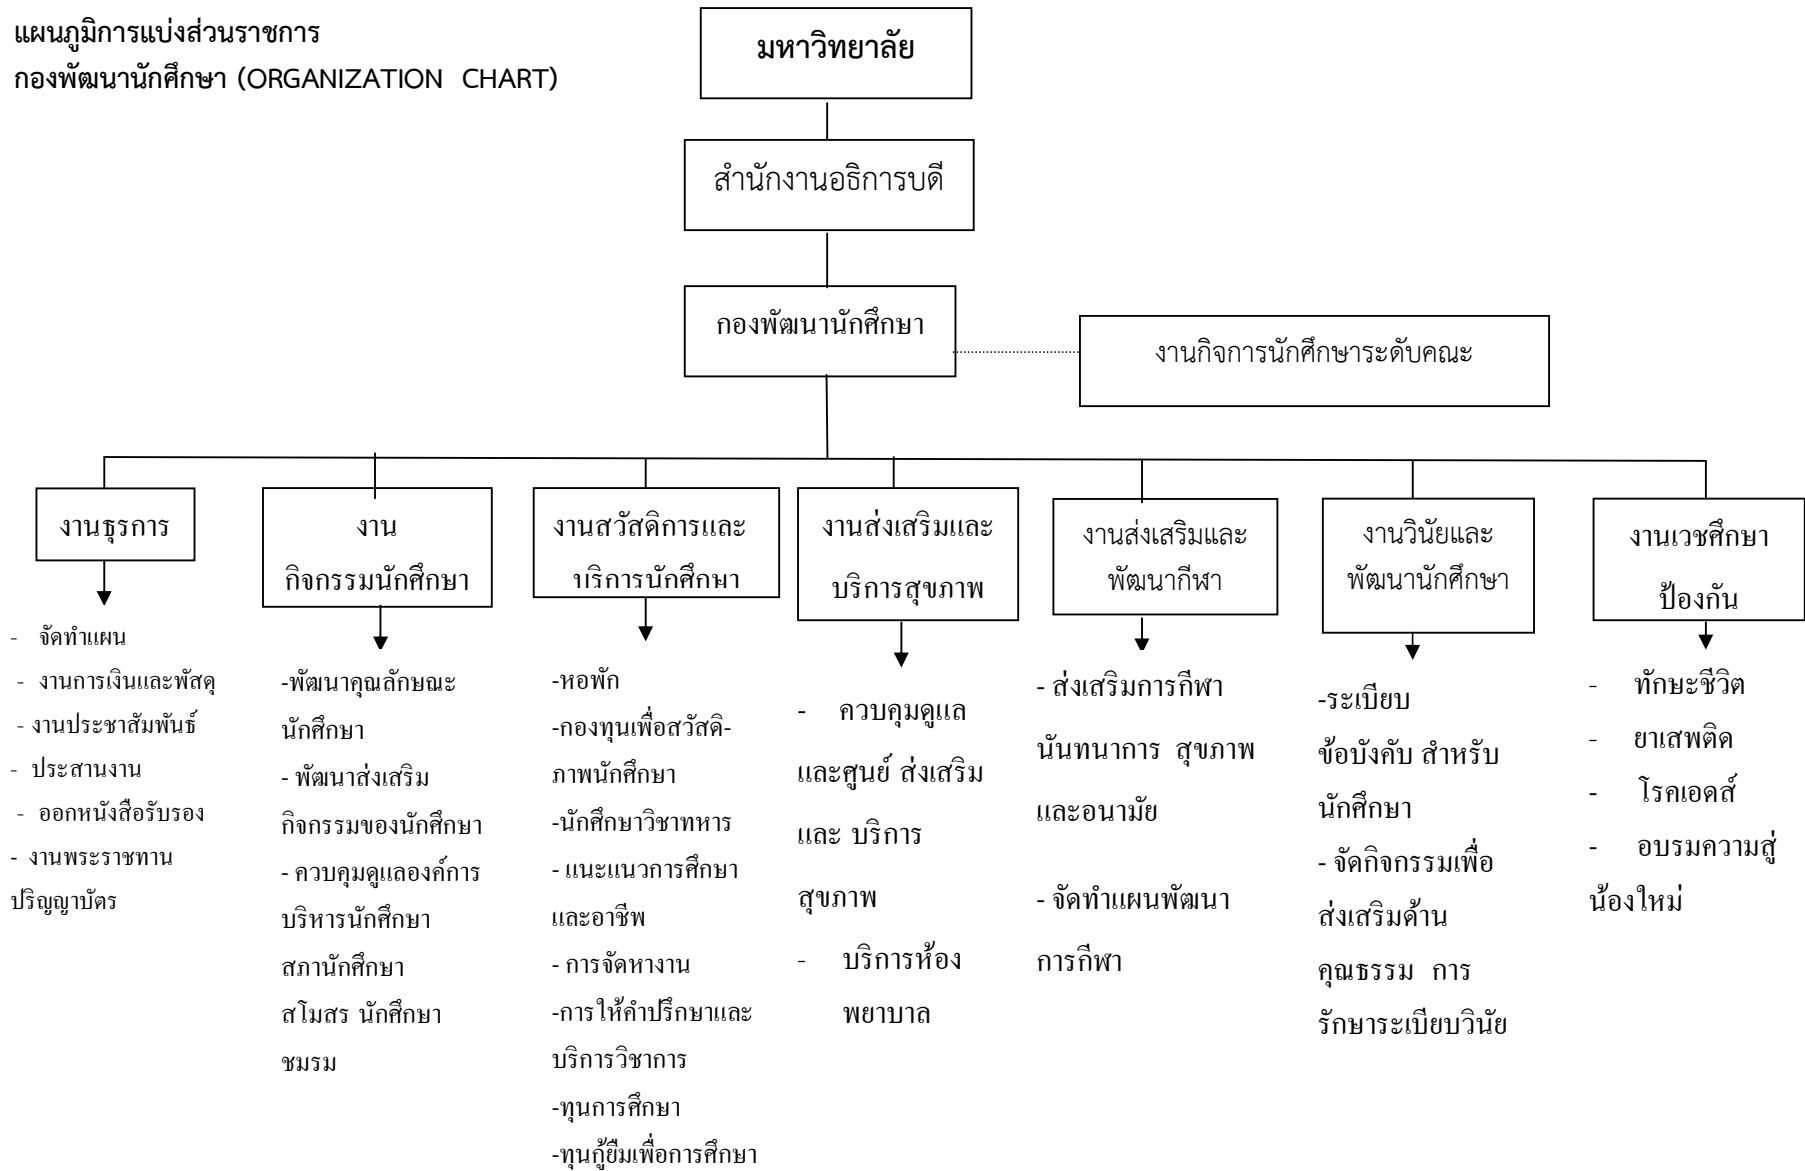 แผนภูมิการแบ่งส่วนราชการ
กองพัฒนานักศึกษา (ORGANIZATION CHART)
มหาวิทยาลัย
สำนักงานอธิการบดี
กองพัฒนานักศึกษา
งานกิจการนักศึกษาระดับคณะ
งานธุรการ
- จัดทำแผน
- งานการเงินและพัสดุ
- งานประชาสัมพันธ์
- ประสานงาน
- ออกหนังสือรับรอง
- งานพระราชทาน
ปริญญาบัตร
งาน
กิจกรรมนักศึกษา
-พัฒนาคุณลักษณะ
นักศึกษา
- พัฒนาส่งเสริม
กิจกรรมของนักศึกษา
- ควบคุมดูแลองค์การ
บริหารนักศึกษา
สภานักศึกษา
สโมสร นักศึกษา
ชมรม
งานสวัสดิการและ
บริการนักศึกษา
-หอพัก
-กองทุนเพื่อสวัสดิ-
ภาพนักศึกษา
-นักศึกษาวิชาทหาร
- แนะแนวการศึกษา
และอาชีพ
- การจัดหางาน
-การให้คำปรึกษาและ
บริการวิชาการ
-ทุนการศึกษา
-ทุนกู้ยืมเพื่อการศึกษา
งานส่งเสริมและ
บริการสุขภาพ
- ควบคุมดูแล
และศูนย์ ส่งเสริม
และ บริการ
สุขภาพ
- บริการห้อง
พยาบาล
งานส่งเสริมและ
พัฒนากีฬา
- ส่งเสริมการกีฬา
นันทนาการ สุขภาพ
และอนามัย
- จัดทำแผนพัฒนา
การกีฬา
งานวินัยและ
พัฒนานักศึกษา
-ระเบียบ
ข้อบังคับ สำหรับ
นักศึกษา
- จัดกิจกรรมเพื่อ
ส่งเสริมด้าน
คุณธรรม การ
รักษาระเบียบวินัย
งานเวชศึกษา
ป้องกัน
- ทักษะชีวิต
- ยาเสพติด
- โรคเอดส์
- อบรมความสู่
น้องใหม่